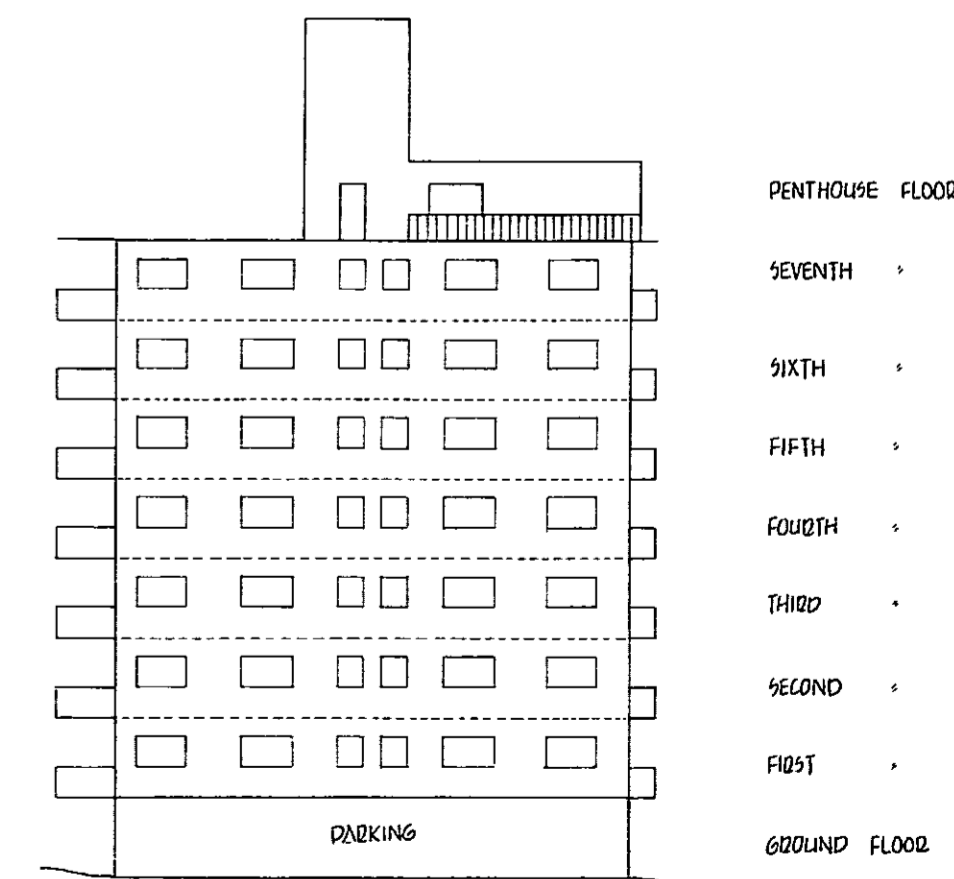 PENTHOUSE FLOOR
SEVENTH "
SIXTH "
FIFTH "
FOURTH "
THIRD "
SECOND "
FIRST "
PARKING
GROUND FLOOR